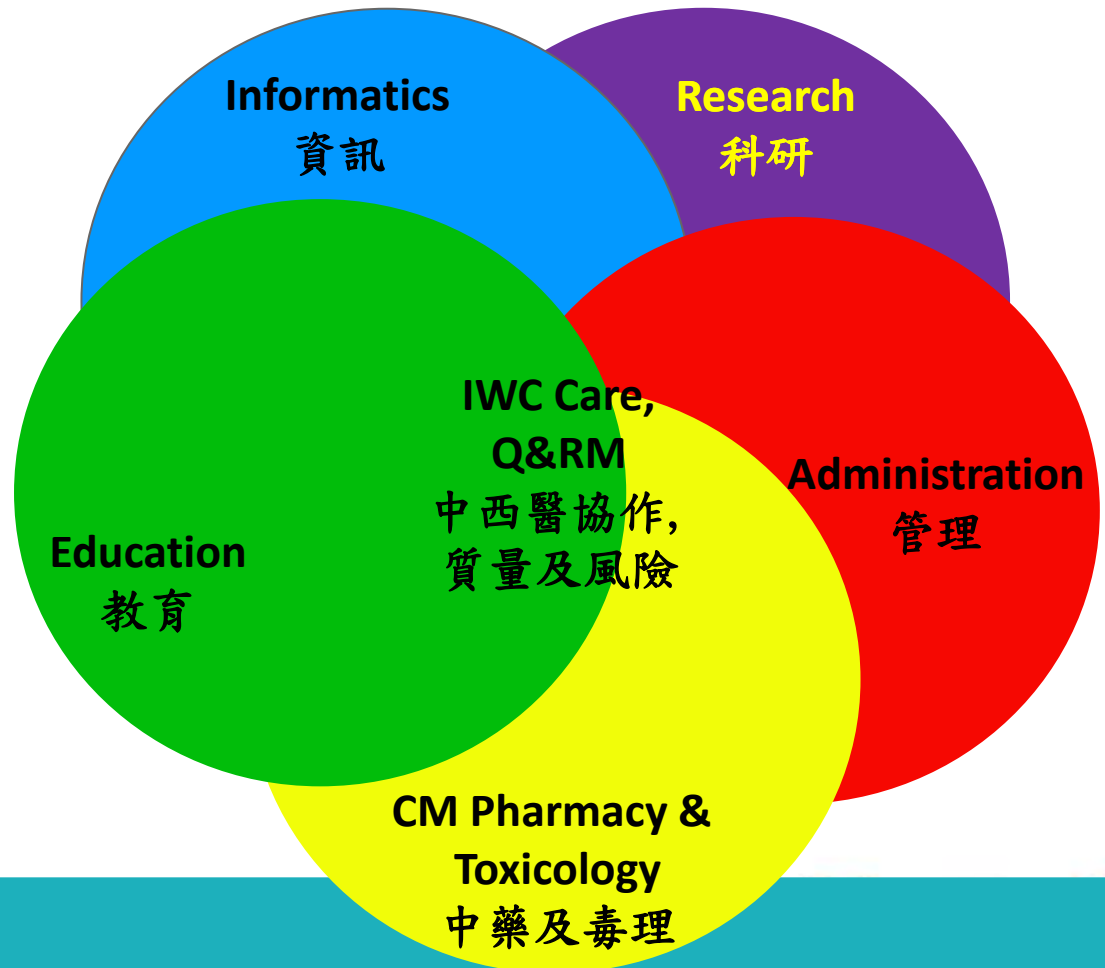 Informatics
資訊
Research
科研
IWC Care,
Q&RM
中西醫協作,
質量及風險
Administration
管理
Education
教育
CM Pharmacy &
Toxicology
中藥及毒理